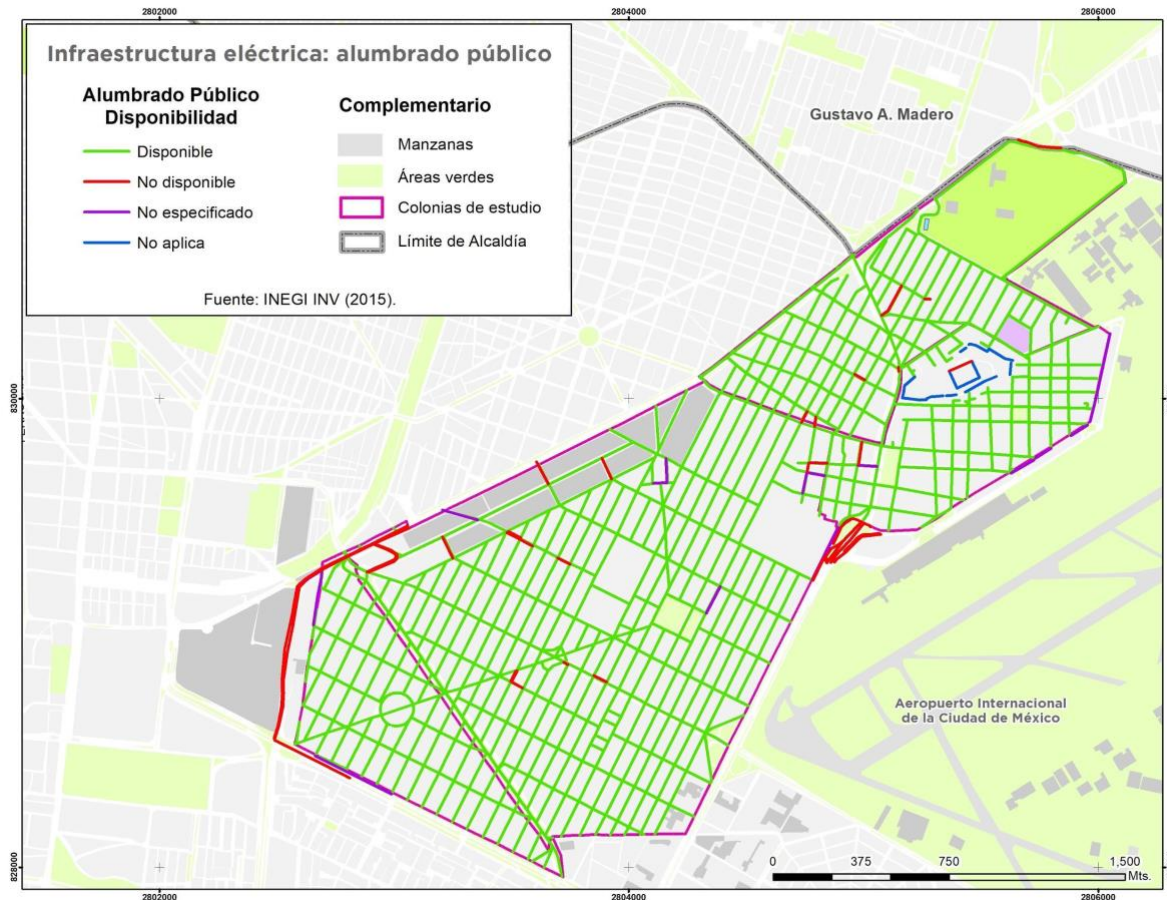 2802000
2804000
2806000
Infraestructura eléctrica: alumbrado público
Alumbrado Público
Disponibilidad
Disponible
No disponible
No especificado
No aplica
Complementario
Manzanas
Áreas verdes
Colonias de estudio
Límite de Alcaldía
Fuente: INEGI INV (2015).
Gustavo A. Madero
830000
Aeropuerto Internacional
de la Ciudad de México
828000
0 375 750 1,500
Mts.
2802000
2804000
2806000